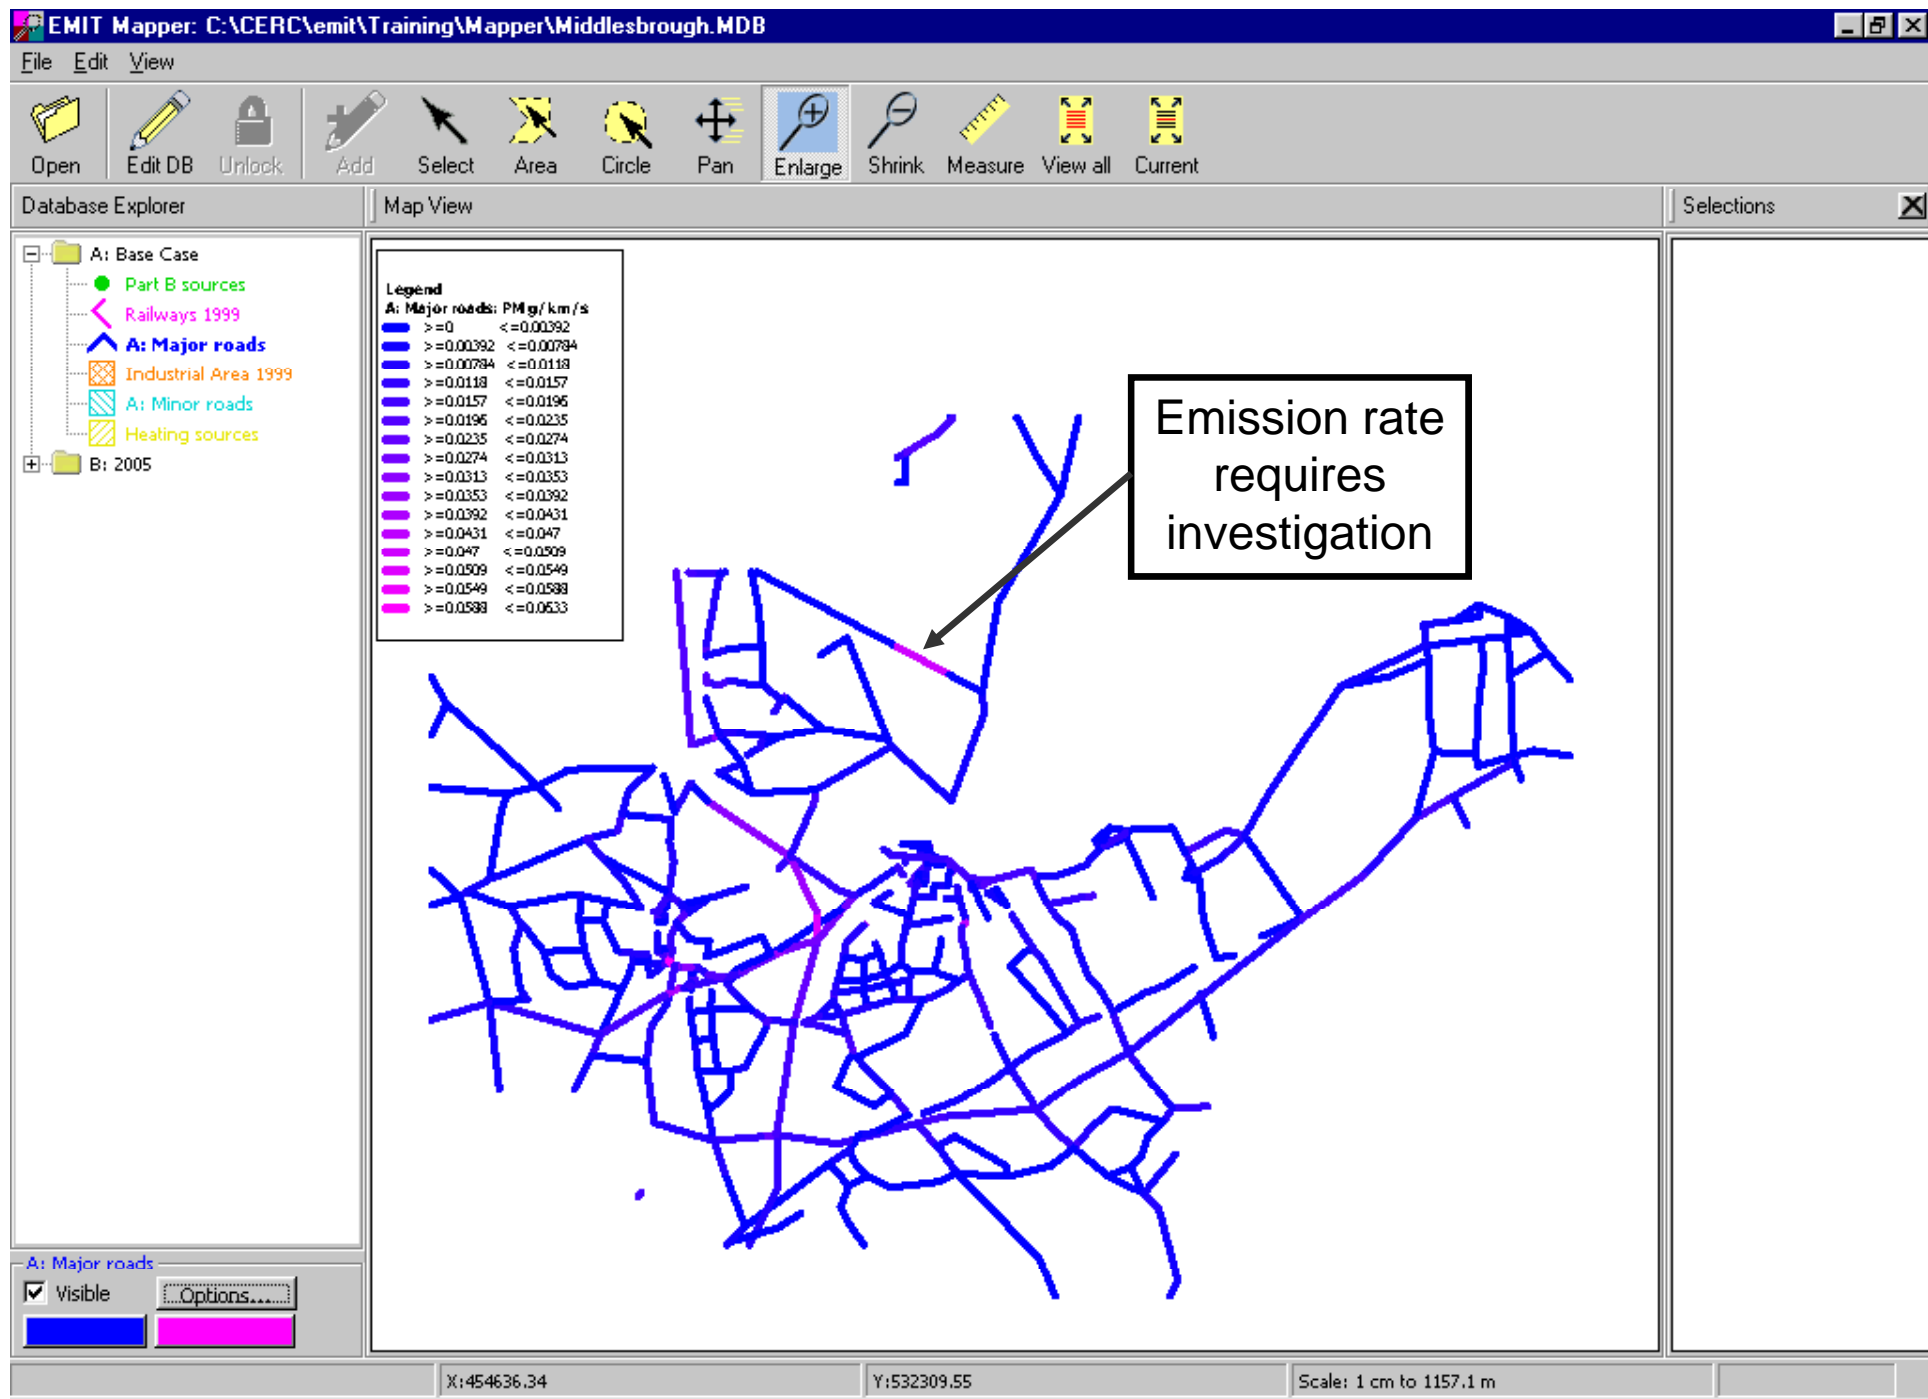 EMIT Mapper: C:\CERC\emit\Training\Mapper\Middlesbrough.MDB
File Edit View
Open Edit DB Unlock Add Select Area Circle Pan Enlarge Shrink Measure View all Current
Database Explorer
Map View
Selections
A: Base Case
Part B sources
Railways 1999
A: Major roads
Industrial Area 1999
A: Minor roads
Heating sources
B: 2005
Legend
A: Major roads: PM g/km/s
>=0 <=0.00392
>=0.00392 <=0.00784
>=0.00784 <=0.0118
>=0.0118 <=0.0157
>=0.0157 <=0.0196
>=0.0196 <=0.0235
>=0.0235 <=0.0274
>=0.0274 <=0.0313
>=0.0313 <=0.0353
>=0.0353 <=0.0392
>=0.0392 <=0.0431
>=0.0431 <=0.047
>=0.047 <=0.0509
>=0.0509 <=0.0549
>=0.0549 <=0.0588
>=0.0588 <=0.0633
Emission rate
requires
investigation
A: Major roads
Visible Options...
X:454636.34 Y:532309.55 Scale: 1 cm to 1157.1 m